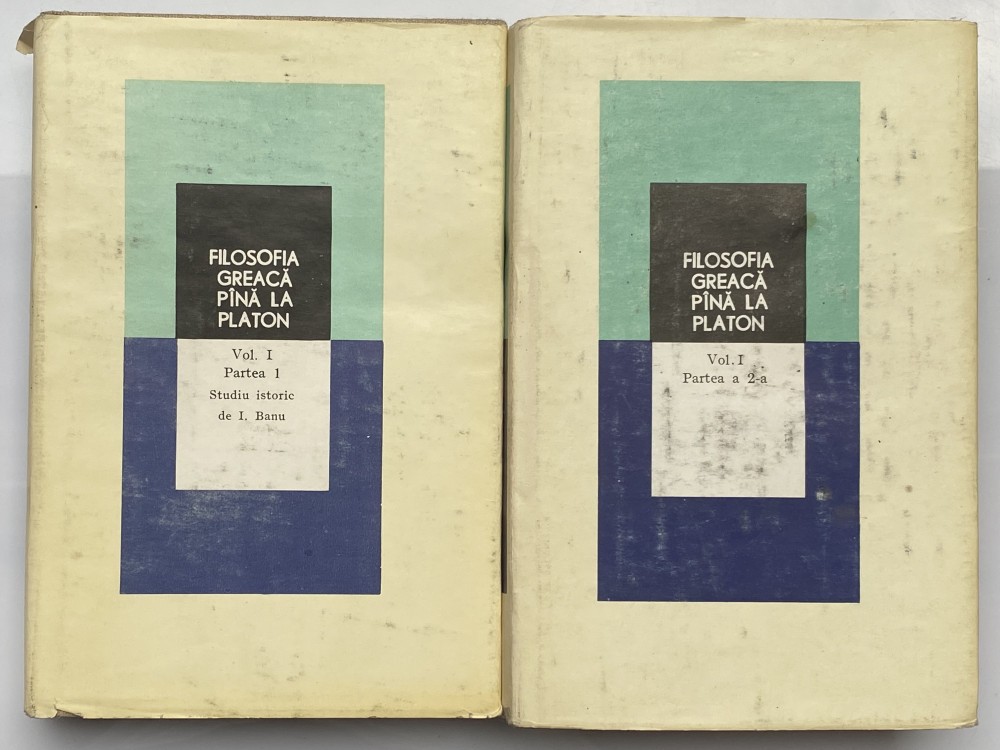 FILOSOFIA
GREACĂ
PÎNĂ LA
PLATON
Vol. I
Partea 1
Studiu istoric
de I. Banu
FILOSOFIA
GREACĂ
PÎNĂ LA
PLATON
Vol. I
Partea a 2-a